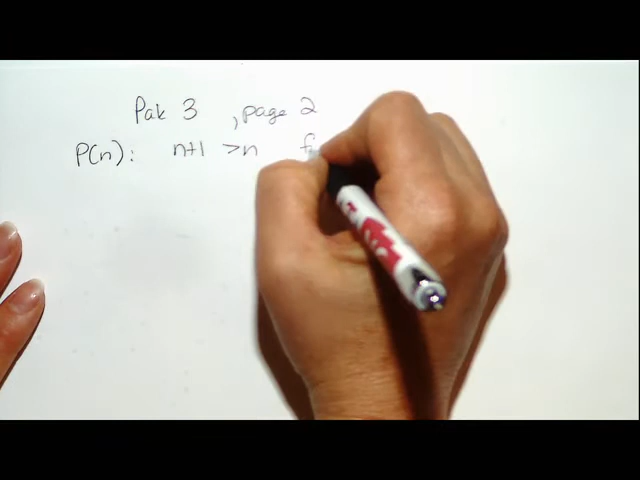 Pak 3 , page 2
P(n): n+1 >n